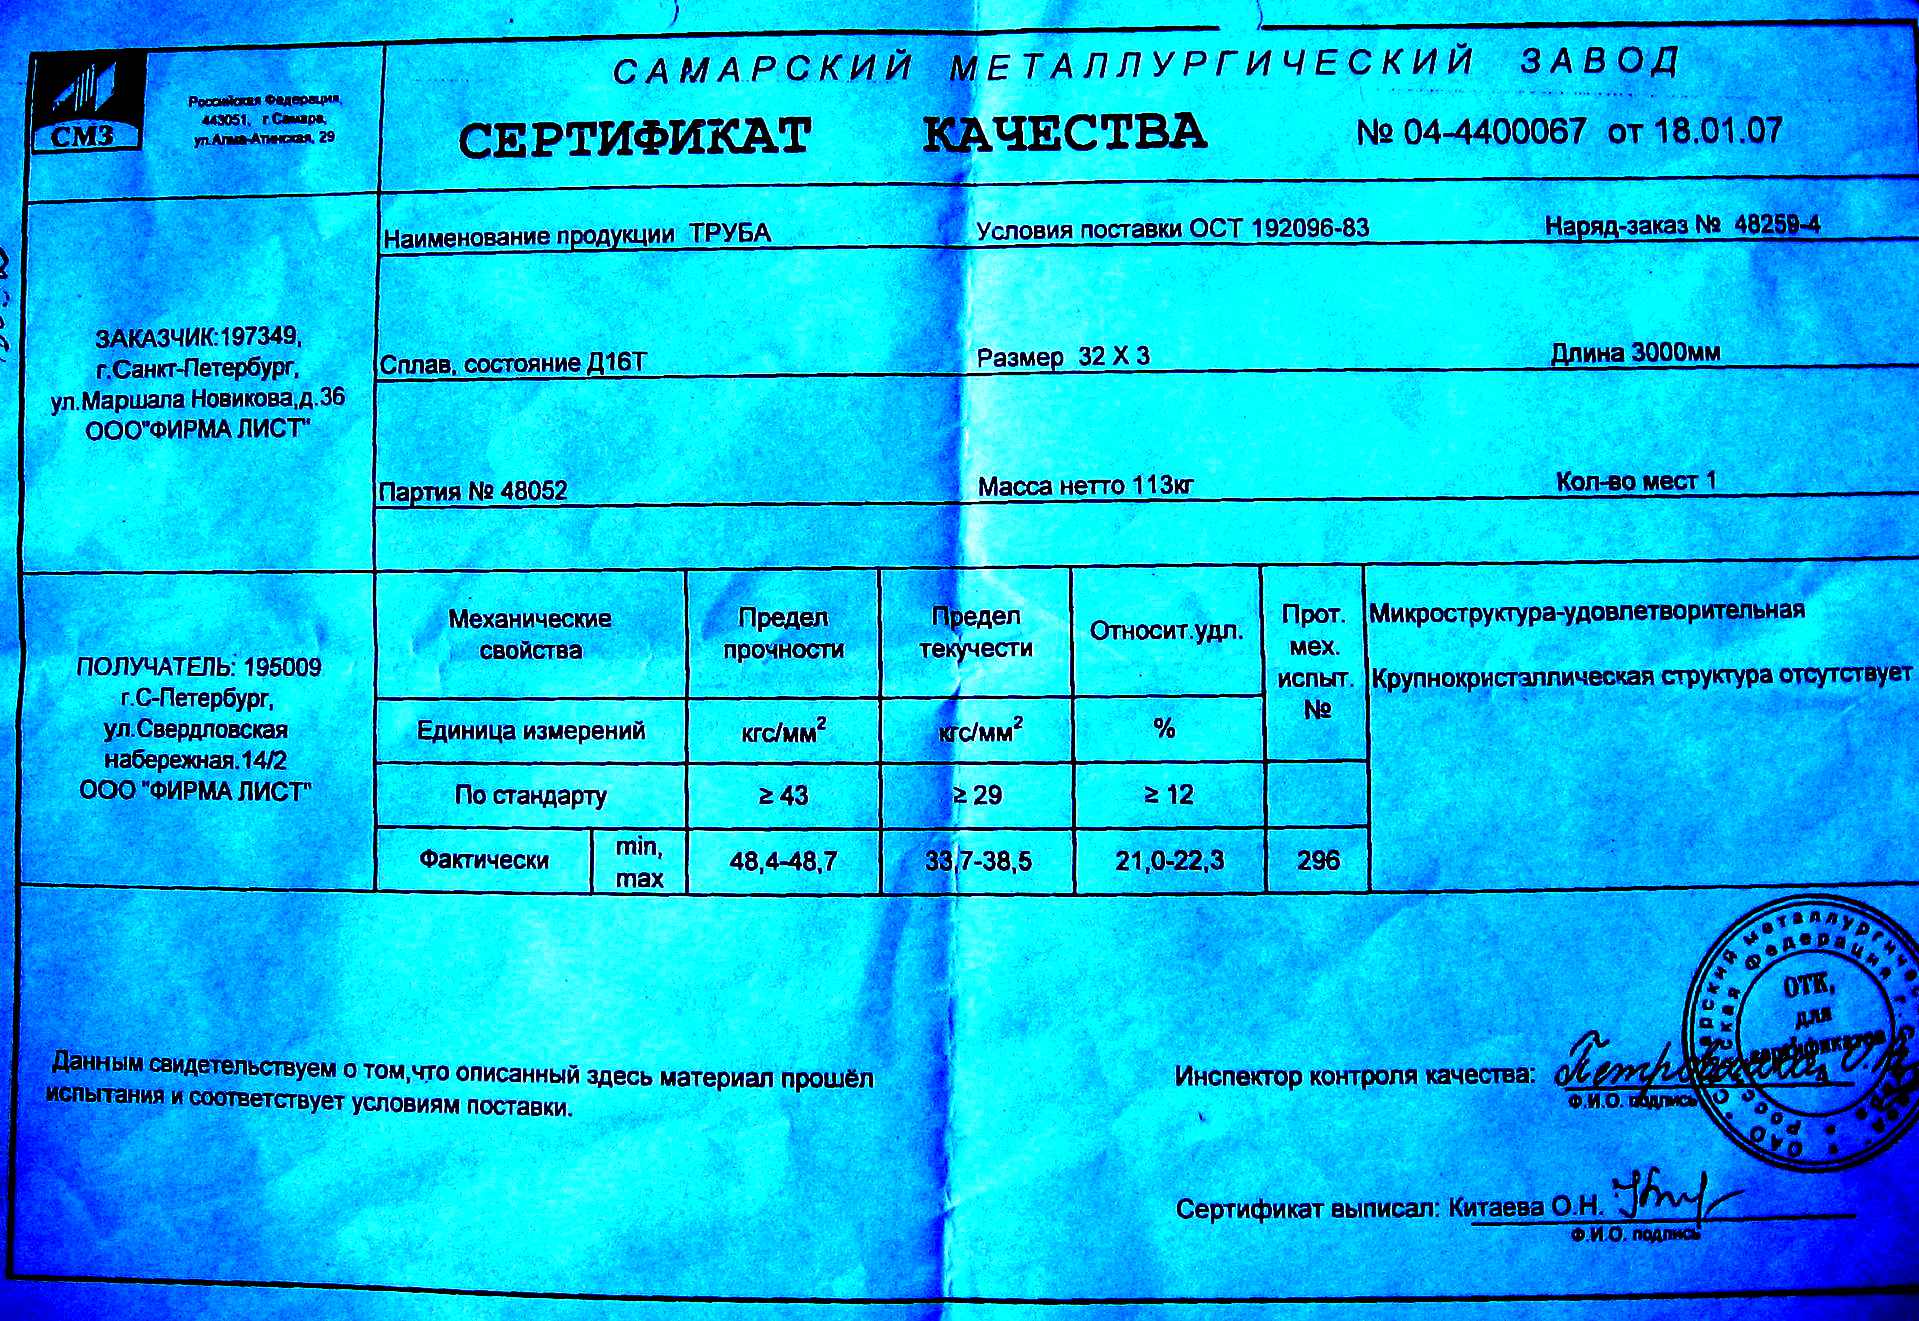 САМАРСКИЙ МЕТАЛЛУРГИЧЕСКИЙ ЗАВОД
СМЗ
Российская Федерация,
443051, г.Самара,
ул.Алма-Атинская, 29
СЕРТИФИКАТ КАЧЕСТВА № 04-4400067 от 18.01.07
Наименование продукции ТРУБА Условия поставки ОСТ 192096-83 Наряд-заказ № 48259-4
ЗАКАЗЧИК:197349,
г.Санкт-Петербург,
ул.Маршала Новикова,д.36
ООО"ФИРМА ЛИСТ"
Сплав, состояние Д16Т Размер 32 Х 3 Длина 3000мм
Партия № 48052 Масса нетто 113кг Кол-во мест 1
ПОЛУЧАТЕЛЬ: 195009
г.С-Петербург,
ул.Свердловская
набережная.14/2
ООО "ФИРМА ЛИСТ"
Механические
свойства
Предел
прочности
Предел
текучести
Относит.удл.
Прот.
мех.
испыт.
№
Микроструктура-удовлетворительная
Крупнокристаллическая структура отсутствует
Единица измерений кгс/мм² кгс/мм² %
По стандарту ≥ 43 ≥ 29 ≥ 12
Фактически min, max 48,4-48,7 33,7-38,5 21,0-22,3 296
Данным свидетельствуем о том,что описанный здесь материал прошёл
испытания и соответствует условиям поставки.
Инспектор контроля качества:
Ф.И.О. подпись
ОТК,
для
сертификатов
Сертификат выписал: Китаева О.Н.
Ф.И.О. подпись